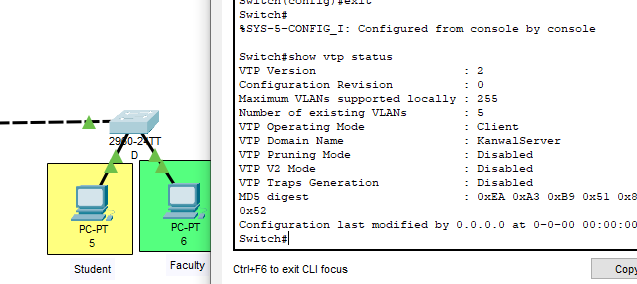 Switch(config)#exit
Switch#
%SYS-5-CONFIG_I: Configured from console by console
Switch#show vtp status
VTP Version : 2
Configuration Revision : 0
Maximum VLANs supported locally : 255
Number of existing VLANs : 5
VTP Operating Mode : Client
VTP Domain Name : KanwalServer
VTP Pruning Mode : Disabled
VTP V2 Mode : Disabled
VTP Traps Generation : Disabled
MD5 digest : 0xEA 0xA3 0xB9 0x51 0x8
0x52
Configuration last modified by 0.0.0.0 at 0-0-00 00:00:00
Switch#
Ctrl+F6 to exit CLI focus
Copy
D
PC-PT
5
Student
PC-PT
6
Faculty